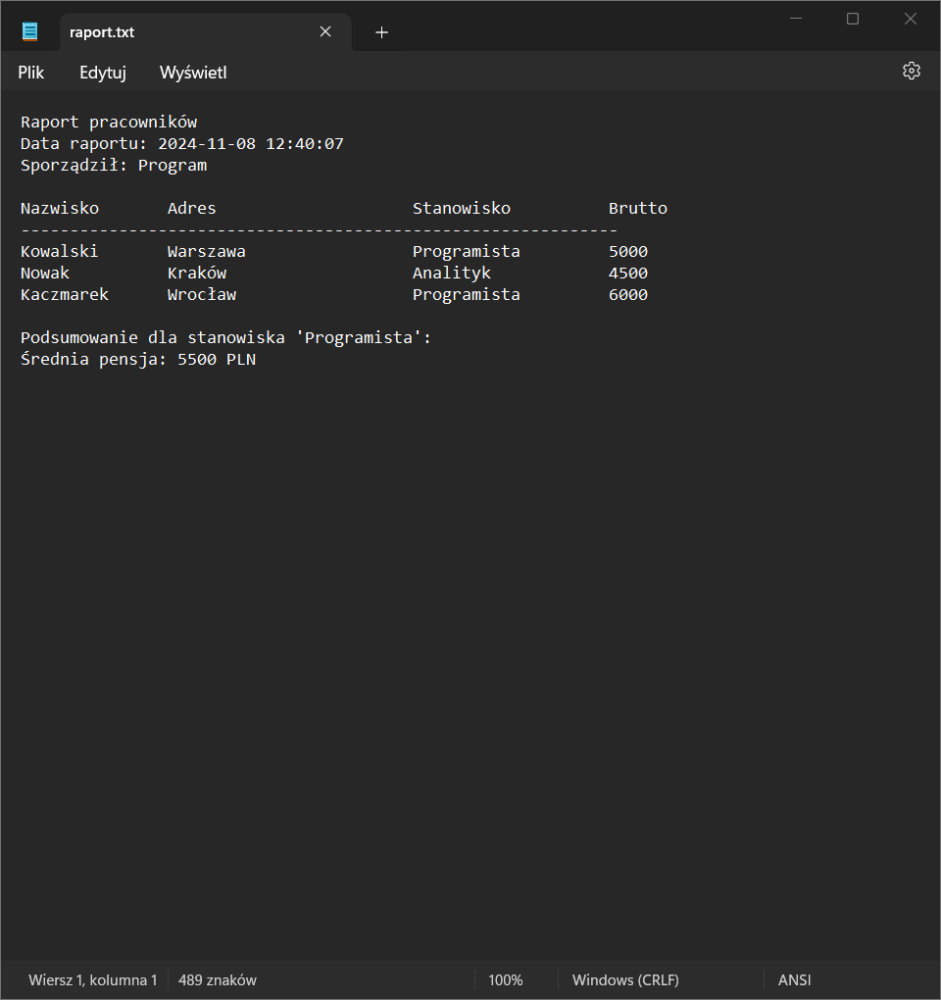 raport.txt
Plik Edytuj Wyświetl
Raport pracowników
Data raportu: 2024-11-08 12:40:07
Sporządził: Program
Nazwisko Adres Stanowisko Brutto
-------------------------------------------------------------
Kowalski Warszawa Programista 5000
Nowak Kraków Analityk 4500
Kaczmarek Wrocław Programista 6000
Podsumowanie dla stanowiska 'Programista':
Średnia pensja: 5500 PLN
Wiersz 1, kolumna 1 489 znaków 100% Windows (CRLF) ANSI